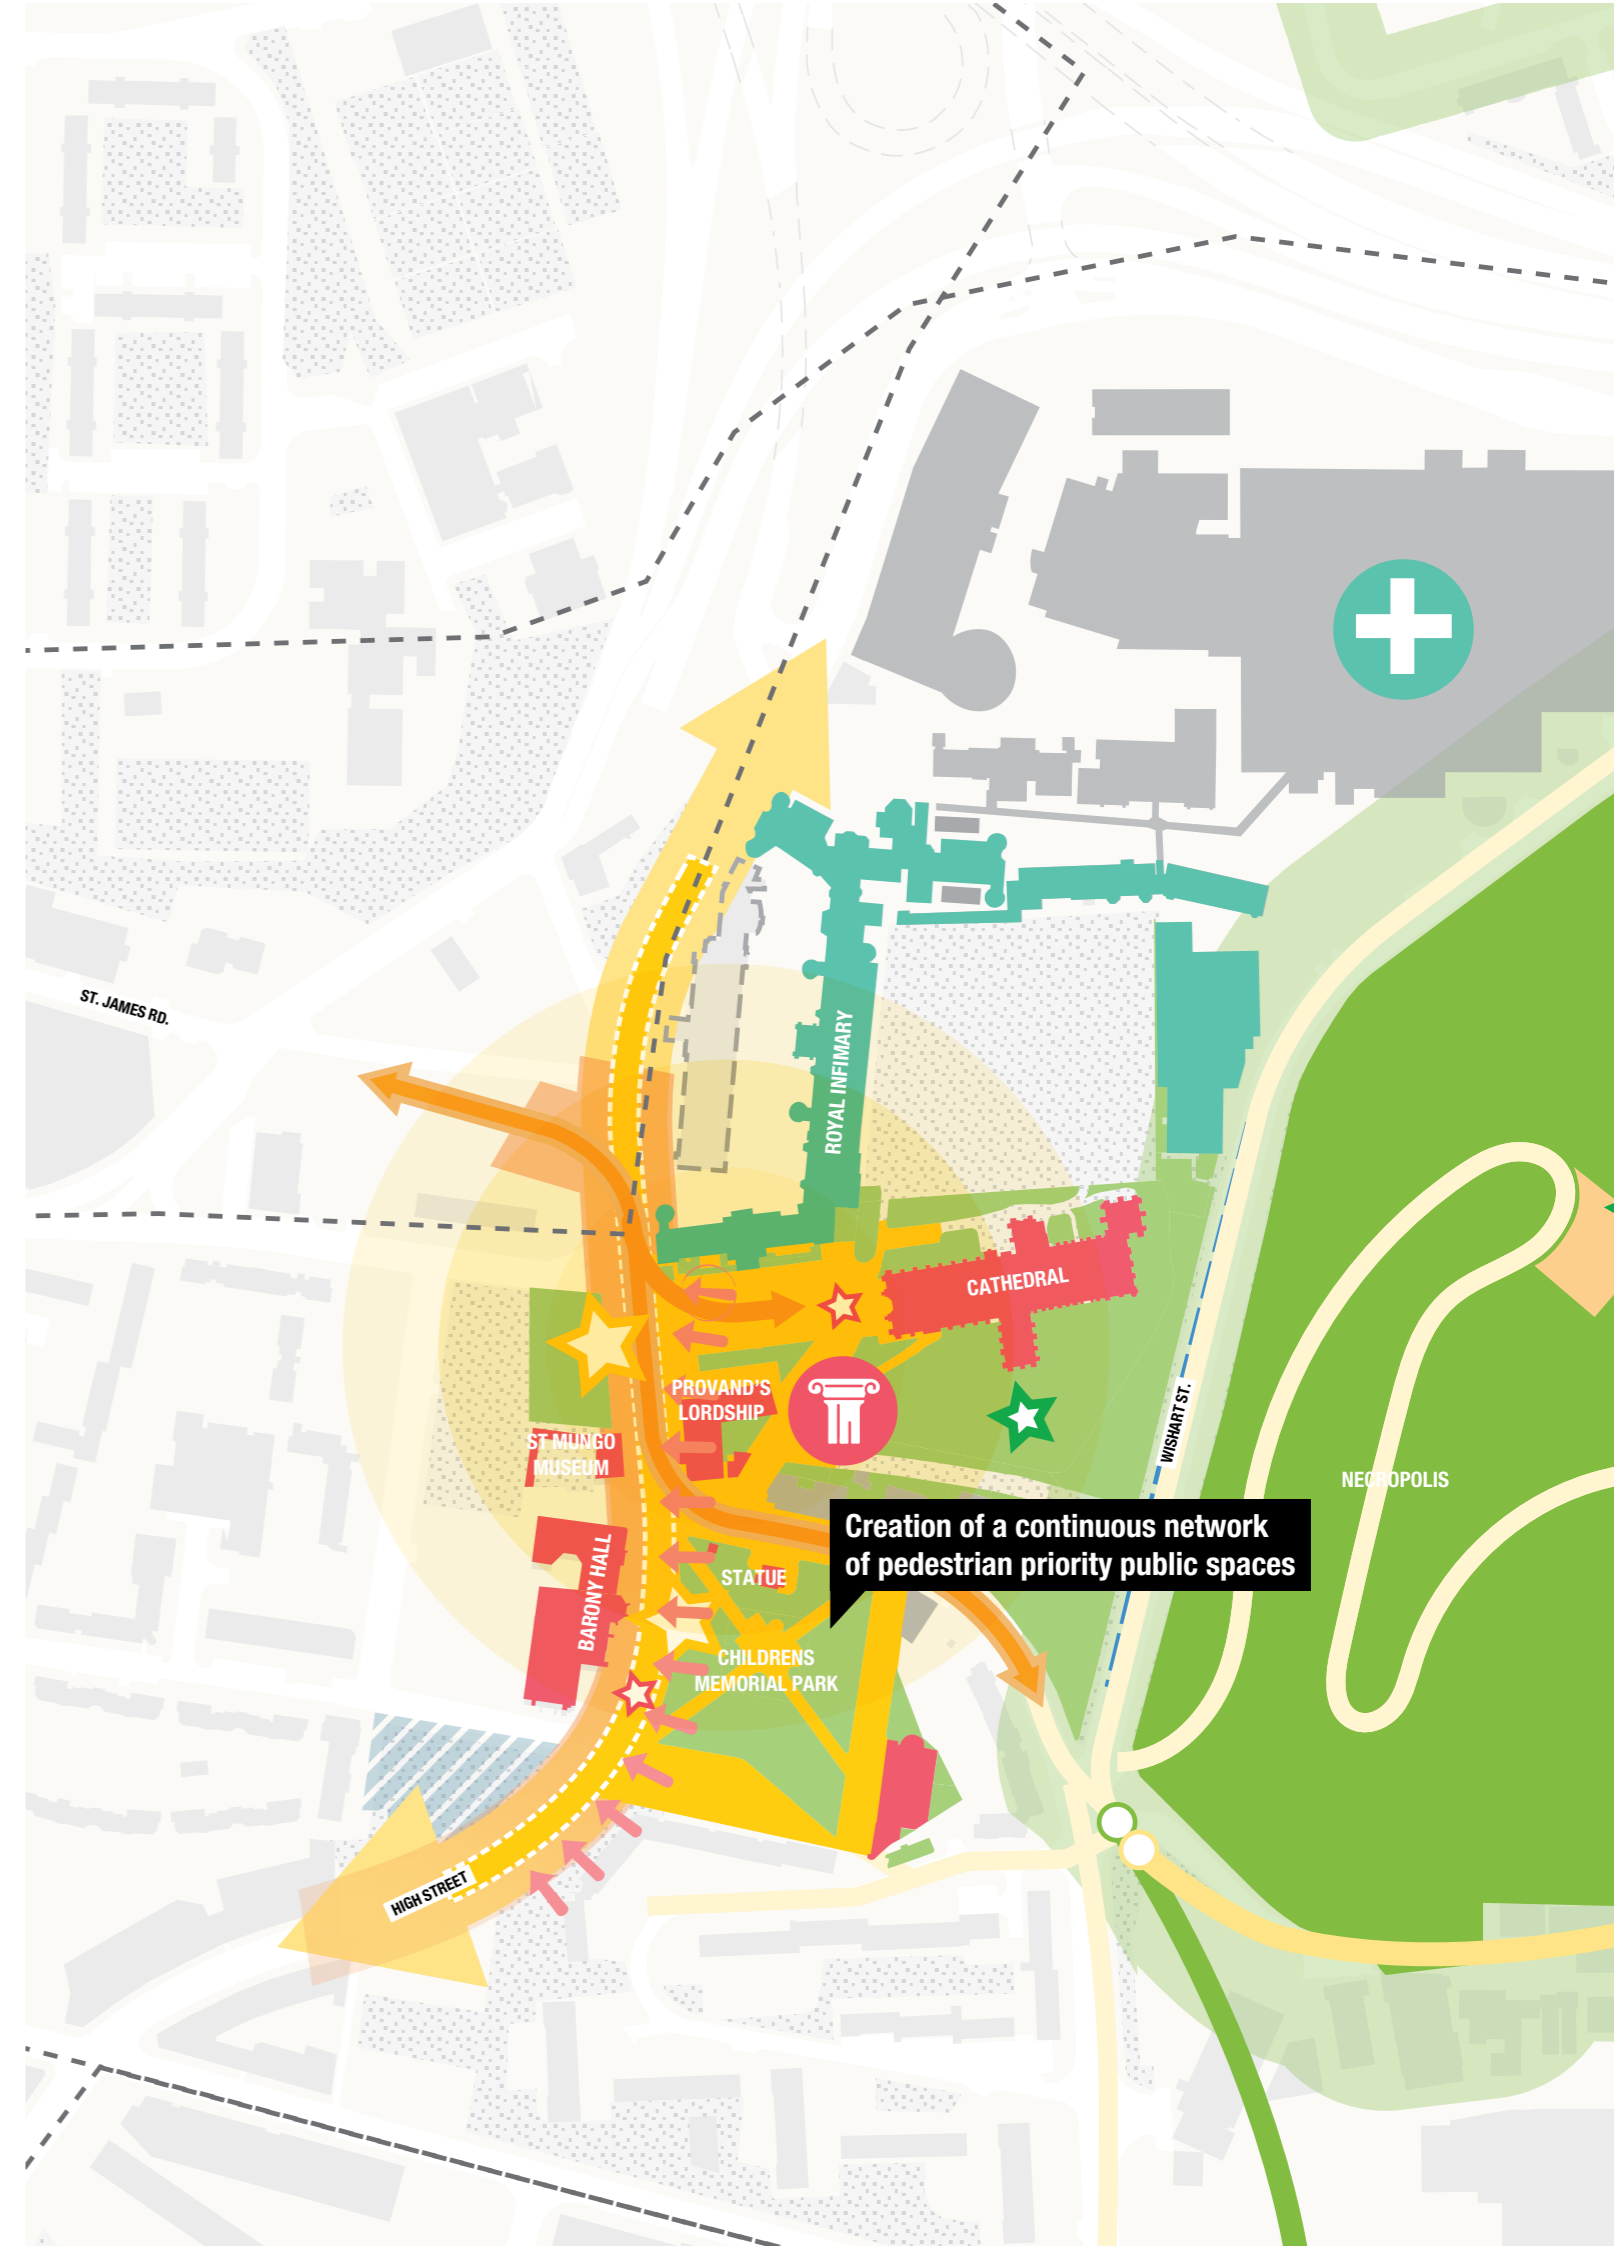 ST. JAMES RD.
ROYAL INFIMARY
CATHEDRAL
PROVAND'S
LORDSHIP
ST MUNGO
MUSEUM
WISHART ST.
NECROPOLIS
Creation of a continuous network
of pedestrian priority public spaces
BARONY HALL
STATUE
CHILDRENS
MEMORIAL PARK
HIGH STREET